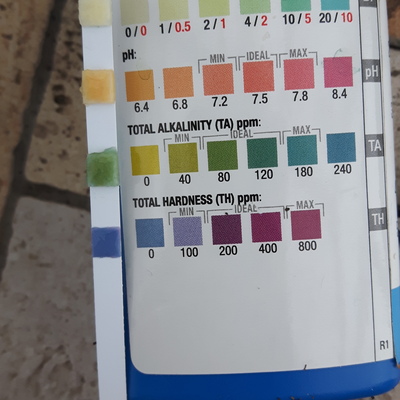 0/0 1/0.5 2/1 4/2 10/5 20/10
pH:
MIN IDEAL MAX
pH
6.4 6.8 7.2 7.5 7.8 8.4
TOTAL ALKALINITY (TA) ppm:
MIN IDEAL MAX
TA
0 40 80 120 180 240
TOTAL HARDNESS (TH) ppm:
MIN IDEAL MAX
TH
0 100 200 400 800
R1